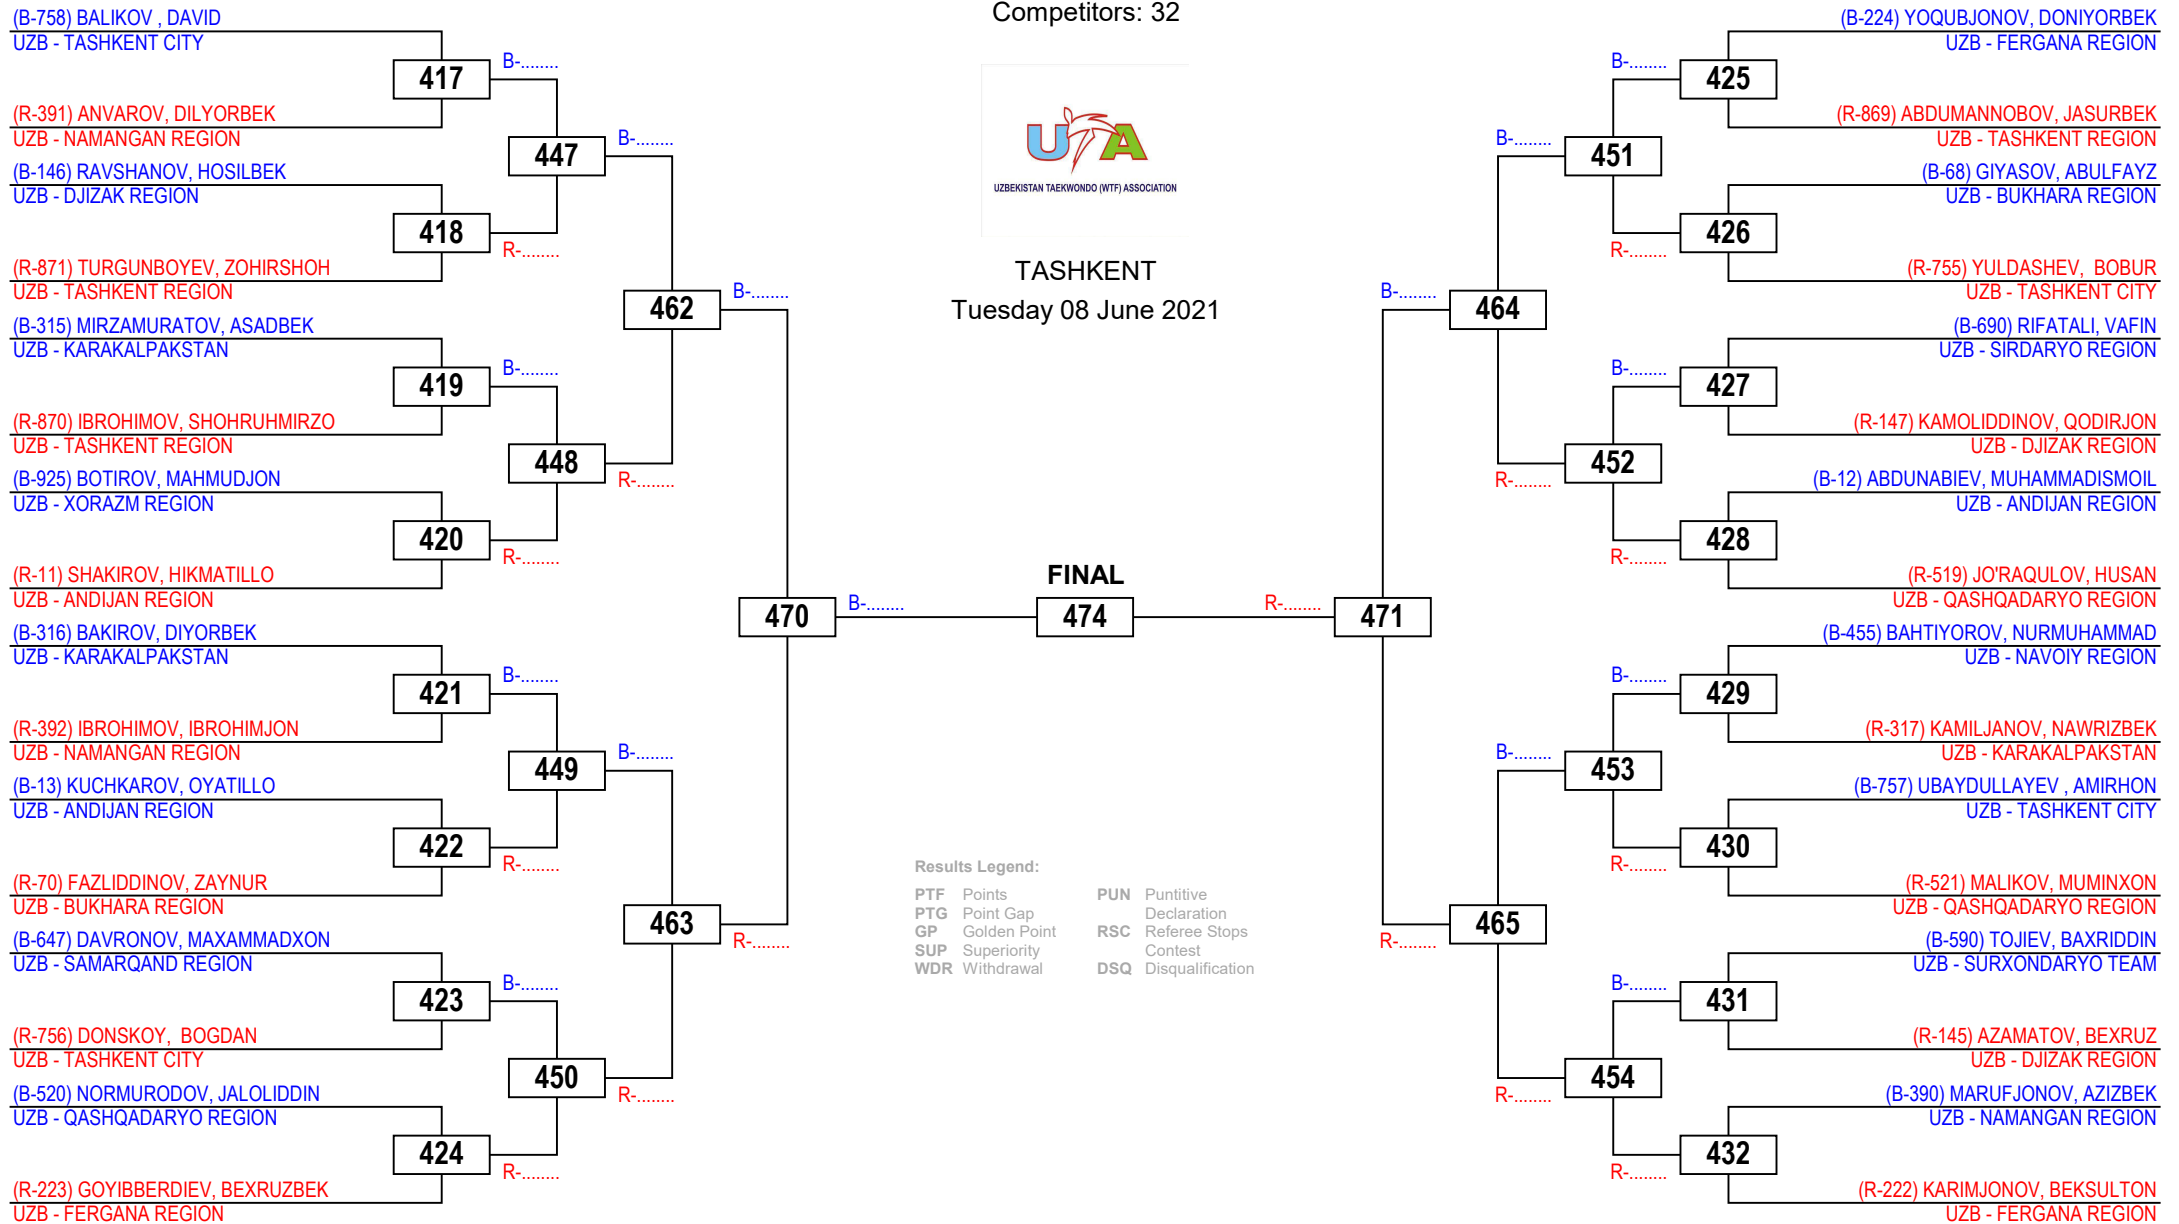 Competitors: 32
UTA
UZBEKISTAN TAEKWONDO (WTF) ASSOCIATION
TASHKENT
Tuesday 08 June 2021
(B-758) BALIKOV , DAVID
UZB - TASHKENT CITY
417
(R-391) ANVAROV, DILYORBEK
UZB - NAMANGAN REGION
(B-146) RAVSHANOV, HOSILBEK
UZB - DJIZAK REGION
418
(R-871) TURGUNBOYEV, ZOHIRSHOH
UZB - TASHKENT REGION
(B-315) MIRZAMURATOV, ASADBEK
UZB - KARAKALPAKSTAN
419
(R-870) IBROHIMOV, SHOHRUHMIRZO
UZB - TASHKENT REGION
(B-925) BOTIROV, MAHMUDJON
UZB - XORAZM REGION
420
(R-11) SHAKIROV, HIKMATILLO
UZB - ANDIJAN REGION
(B-316) BAKIROV, DIYORBEK
UZB - KARAKALPAKSTAN
421
(R-392) IBROHIMOV, IBROHIMJON
UZB - NAMANGAN REGION
(B-13) KUCHKAROV, OYATILLO
UZB - ANDIJAN REGION
422
(R-70) FAZLIDDINOV, ZAYNUR
UZB - BUKHARA REGION
(B-647) DAVRONOV, MAXAMMADXON
UZB - SAMARQAND REGION
423
(R-756) DONSKOY,  BOGDAN
UZB - TASHKENT CITY
(B-520) NORMURODOV, JALOLIDDIN
UZB - QASHQADARYO REGION
424
(R-223) GOYIBBERDIEV, BEXRUZBEK
UZB - FERGANA REGION
B-........
447
R-........
B-........
448
R-........
B-........
449
R-........
B-........
450
R-........
B-........
462
R-........
B-........
463
R-........
B-........
470
R-........
B-........
FINAL
474
R-........
B-........
471
R-........
B-........
464
R-........
B-........
465
R-........
B-........
451
R-........
B-........
452
R-........
B-........
453
R-........
B-........
454
R-........
(B-224) YOQUBJONOV, DONIYORBEK
UZB - FERGANA REGION
425
(R-869) ABDUMANNOBOV, JASURBEK
UZB - TASHKENT REGION
(B-68) GIYASOV, ABULFAYZ
UZB - BUKHARA REGION
426
(R-755) YULDASHEV,  BOBUR
UZB - TASHKENT CITY
(B-690) RIFATALI, VAFIN
UZB - SIRDARYO REGION
427
(R-147) KAMOLIDDINOV, QODIRJON
UZB - DJIZAK REGION
(B-12) ABDUNABIEV, MUHAMMADISMOIL
UZB - ANDIJAN REGION
428
(R-519) JO'RAQULOV, HUSAN
UZB - QASHQADARYO REGION
(B-455) BAHTIYOROV, NURMUHAMMAD
UZB - NAVOIY REGION
429
(R-317) KAMILJANOV, NAWRIZBEK
UZB - KARAKALPAKSTAN
(B-757) UBAYDULLAYEV , AMIRHON
UZB - TASHKENT CITY
430
(R-521) MALIKOV, MUMINXON
UZB - QASHQADARYO REGION
(B-590) TOJIEV, BAXRIDDIN
UZB - SURXONDARYO TEAM
431
(R-145) AZAMATOV, BEXRUZ
UZB - DJIZAK REGION
(B-390) MARUFJONOV, AZIZBEK
UZB - NAMANGAN REGION
432
(R-222) KARIMJONOV, BEKSULTON
UZB - FERGANA REGION
Results Legend:
PTF Points
PTG Point Gap
GP Golden Point
SUP Superiority
WDR Withdrawal
PUN Puntitive
Declaration
RSC Referee Stops
Contest
DSQ Disqualification